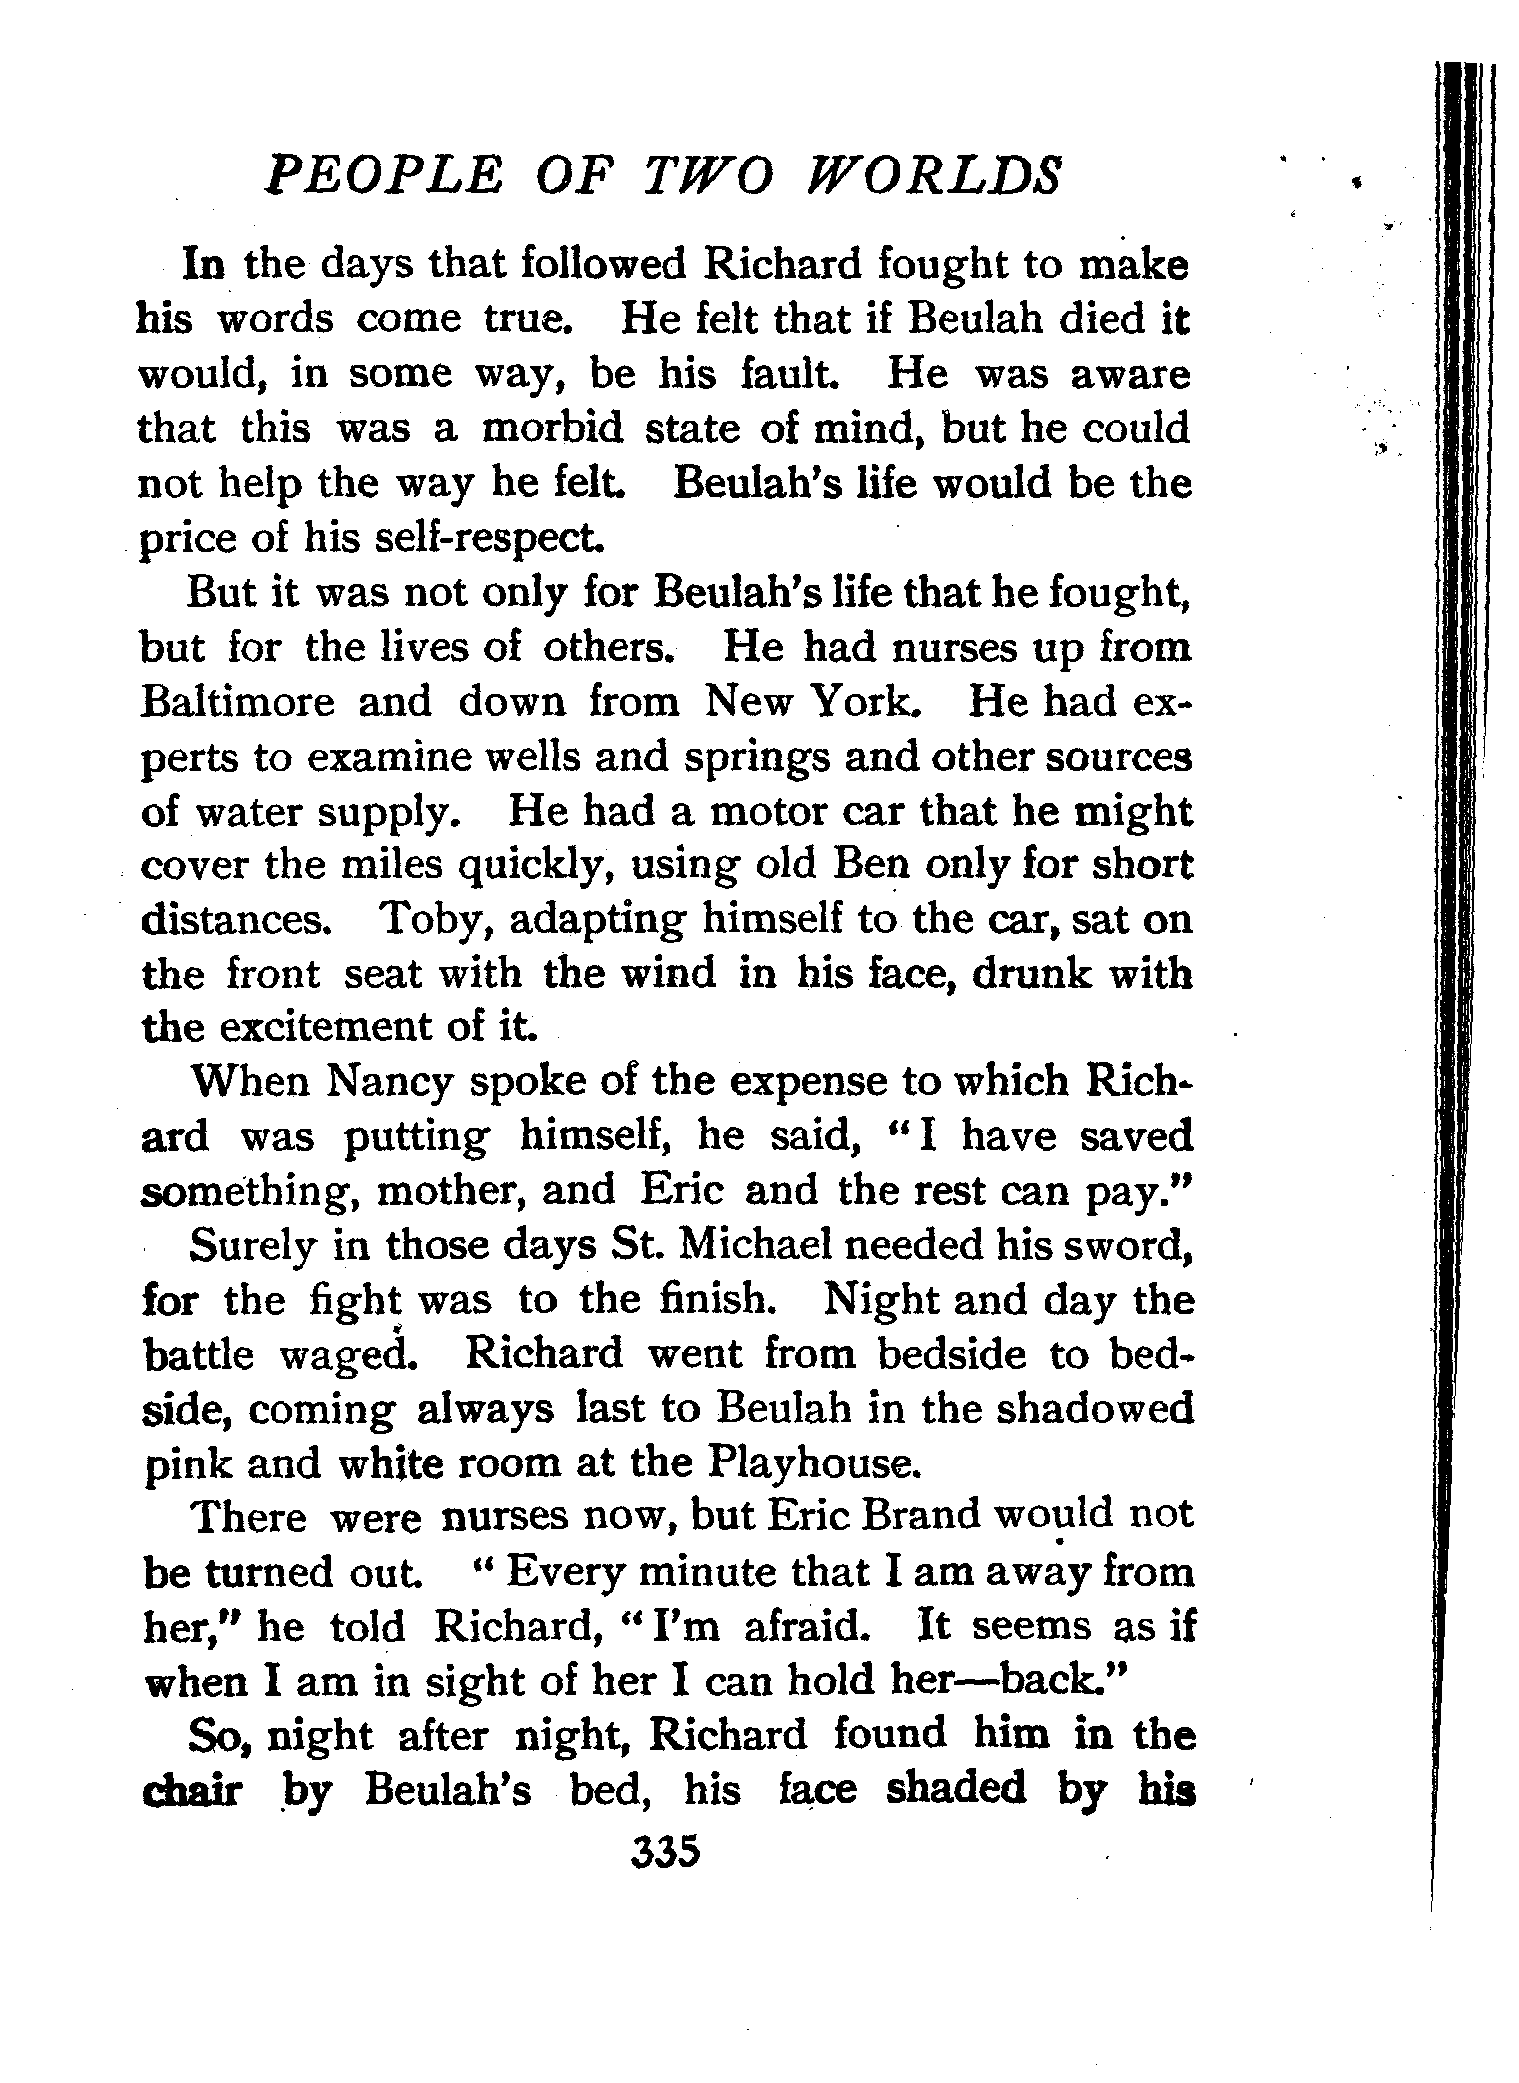 PEOPLE OF TWO WORLDS
In the days that followed Richard fought to make
his words come true. He felt that if Beulah died it
would, in some way, be his fault. He was aware
that this was a morbid state of mind, but he could
not help the way he felt. Beulah's life would be the
price of his self-respect.
But it was not only for Beulah's life that he fought,
but for the lives of others. He had nurses up from
Baltimore and down from New York. He had ex-
perts to examine wells and springs and other sources
of water supply. He had a motor car that he might
cover the miles quickly, using old Ben only for short
distances. Toby, adapting himself to the car, sat on
the front seat with the wind in his face, drunk with
the excitement of it.
When Nancy spoke of the expense to which Rich-
ard was putting himself, he said, "I have saved
something, mother, and Eric and the rest can pay."
Surely in those days St. Michael needed his sword,
for the fight was to the finish. Night and day the
battle waged. Richard went from bedside to bed-
side, coming always last to Beulah in the shadowed
pink and white room at the Playhouse.
There were nurses now, but Eric Brand would not
be turned out. "Every minute that I am away from
her," he told Richard, "I'm afraid. It seems as if
when I am in sight of her I can hold her—back."
So, night after night, Richard found him in the
chair by Beulah's bed, his face shaded by his
335